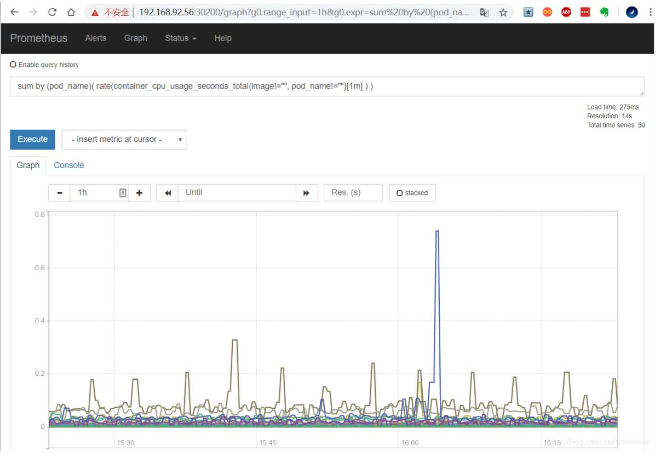 不安全 | 192.168.92.56:30200/graph?g0.range_input=1h&g0.expr=sum%20by%20(pod_na...
Prometheus Alerts Graph Status Help
Enable query history
sum by (pod_name)( rate(container_cpu_usage_seconds_total{image!="", pod_name!=""}[1m] ) )
Load time: 275ms
Resolution: 14s
Total time series: 50
Execute - insert metric at cursor -
Graph Console
- 1h + Until Res. (s) stacked
0.8
0.6
0.4
0.2
0
15:30 15:45 16:00 16:15